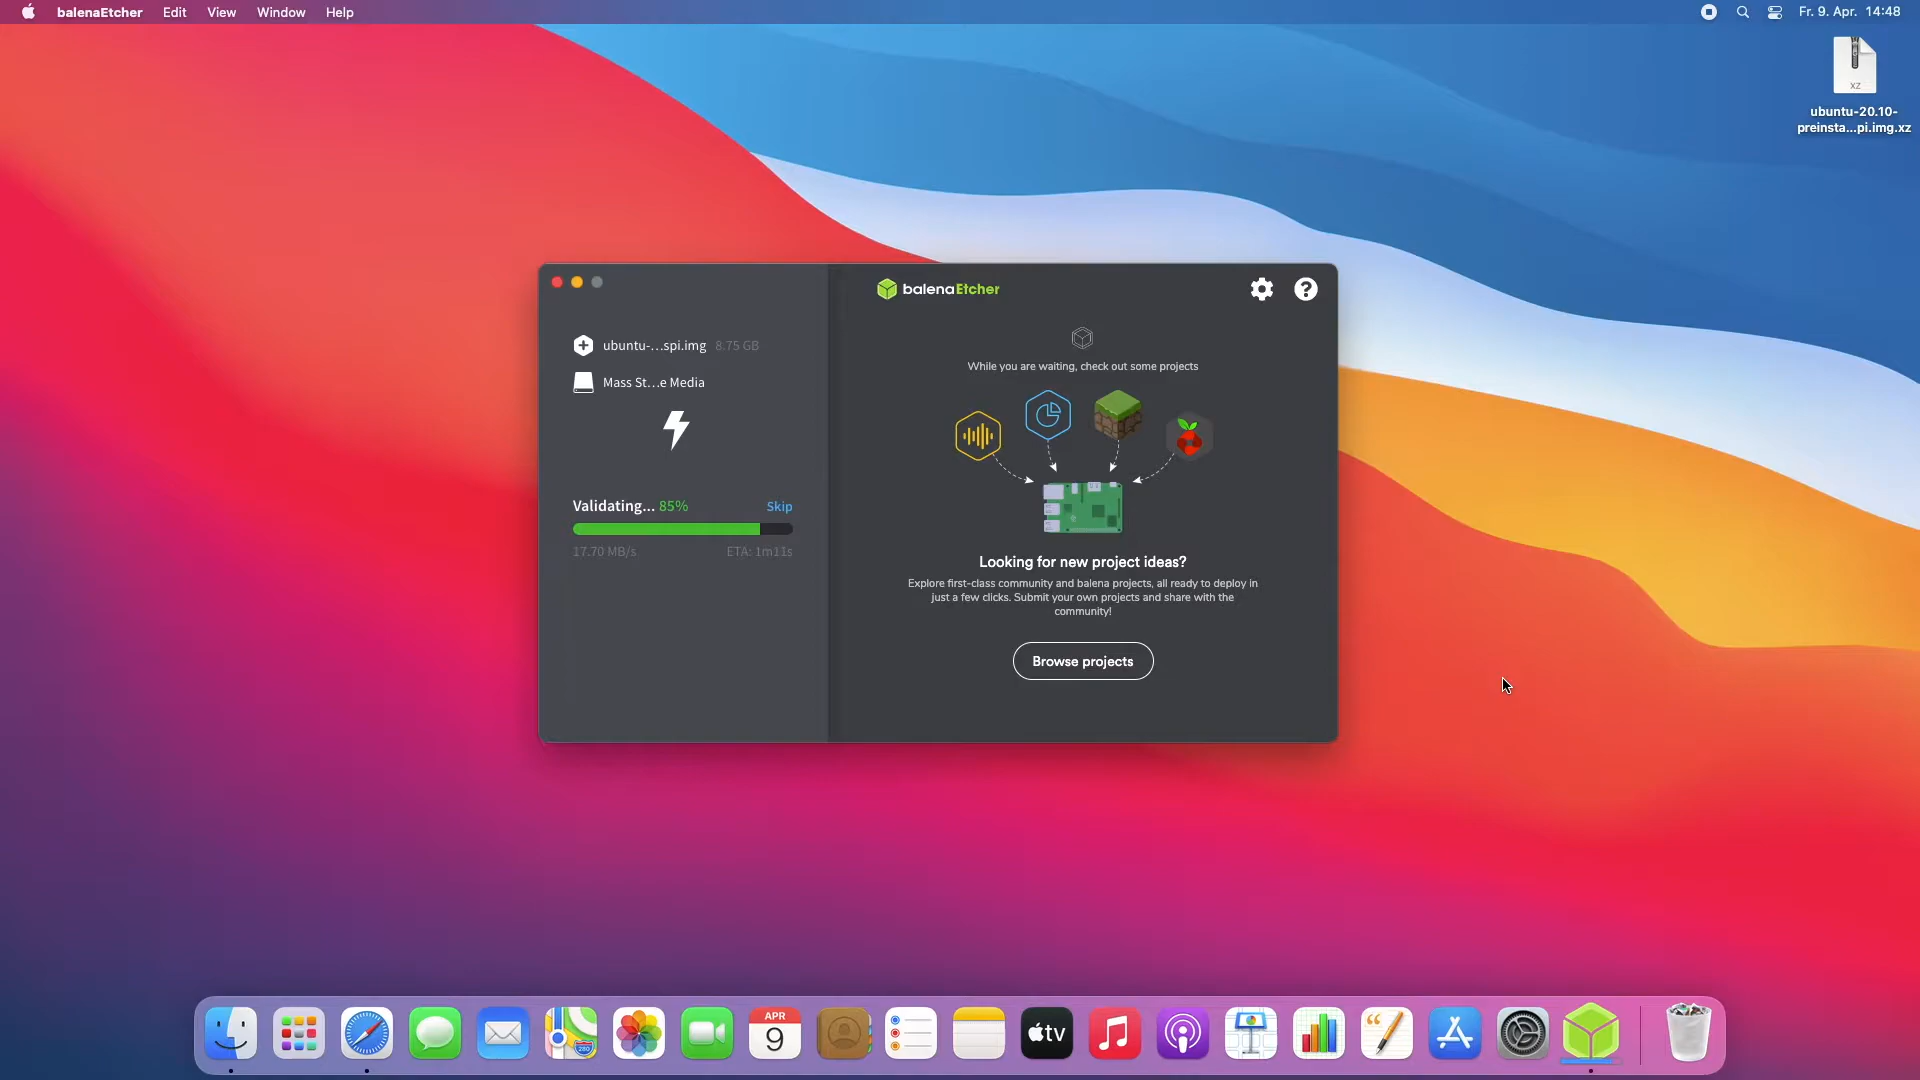 balenaEtcher Edit View Window Help Fr. 9. Apr. 14:48
xz
ubuntu-20.10-
preinsta...pi.img.xz
balenaEtcher
ubuntu-...spi.img 8.75 GB
Mass St...e Media
Validating... 85% Skip
17.70 MB/s ETA: 1m11s
While you are waiting, check out some projects
Looking for new project ideas?
Explore first-class community and balena projects, all ready to deploy in
just a few clicks. Submit your own projects and share with the
community!
Browse projects
280
APR
9
tv